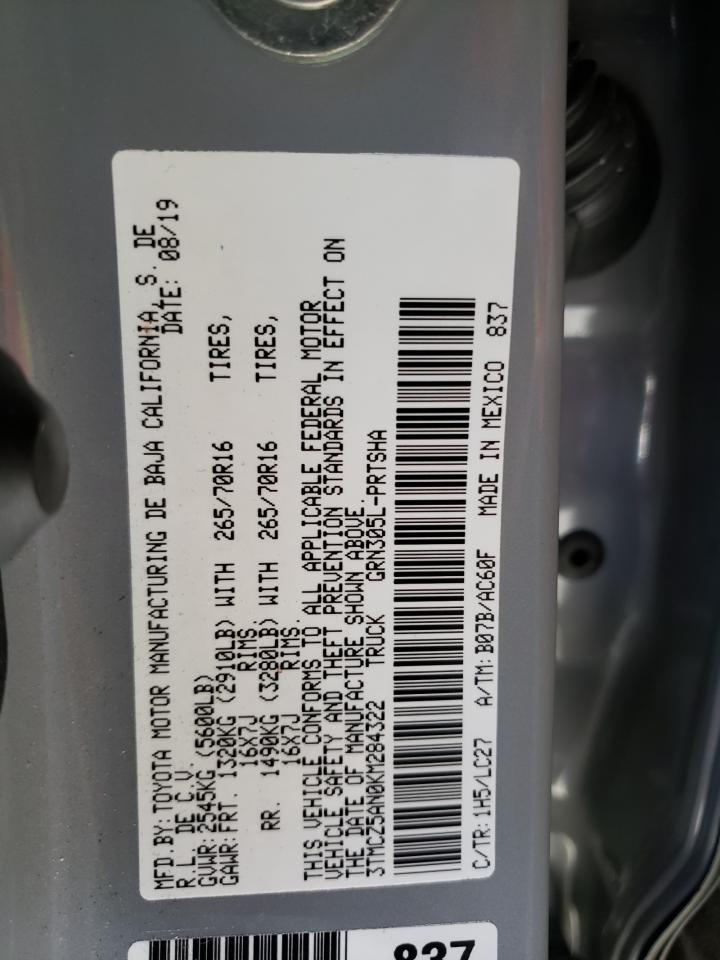 MFD.BY:TOYOTA MOTOR MANUFACTURING DE BAJA CALIFORNIA, S. DE
R.L. DE C.V. DATE: 08/19
GVWR:2545KG (5600LB)
GAWR:FRT. 1320KG (2910LB) WITH 265/70R16 TIRES,
16X7J RIMS.
RR. 1490KG (3280LB) WITH 265/70R16 TIRES,
16X7J RIMS.
THIS VEHICLE CONFORMS TO ALL APPLICABLE FEDERAL MOTOR
VEHICLE SAFETY AND THEFT PREVENTION STANDARDS IN EFFECT ON
THE DATE OF MANUFACTURE SHOWN ABOVE.
3TMCZ5AN0KM284322 TRUCK GRN305L-PRTSHA
C/TR:1H5/LC27 A/TM:B07B/AC60F MADE IN MEXICO 837
837